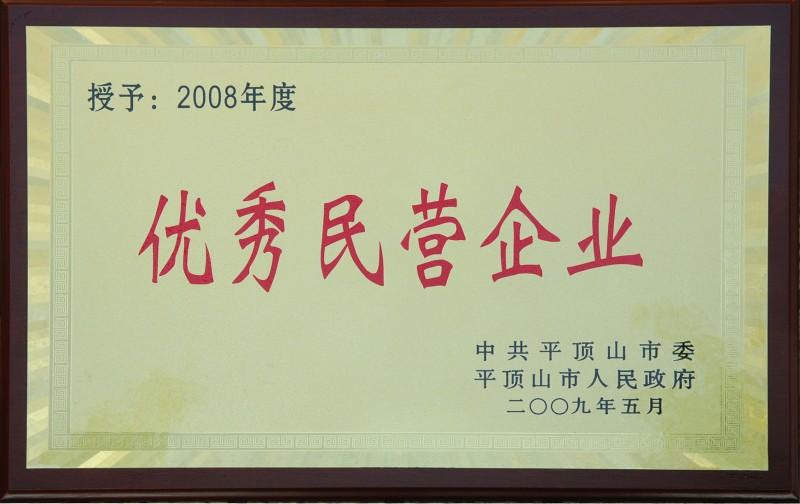 授予：2008年度
优秀民营企业
中共平顶山市委
平顶山市人民政府
二〇〇九年五月